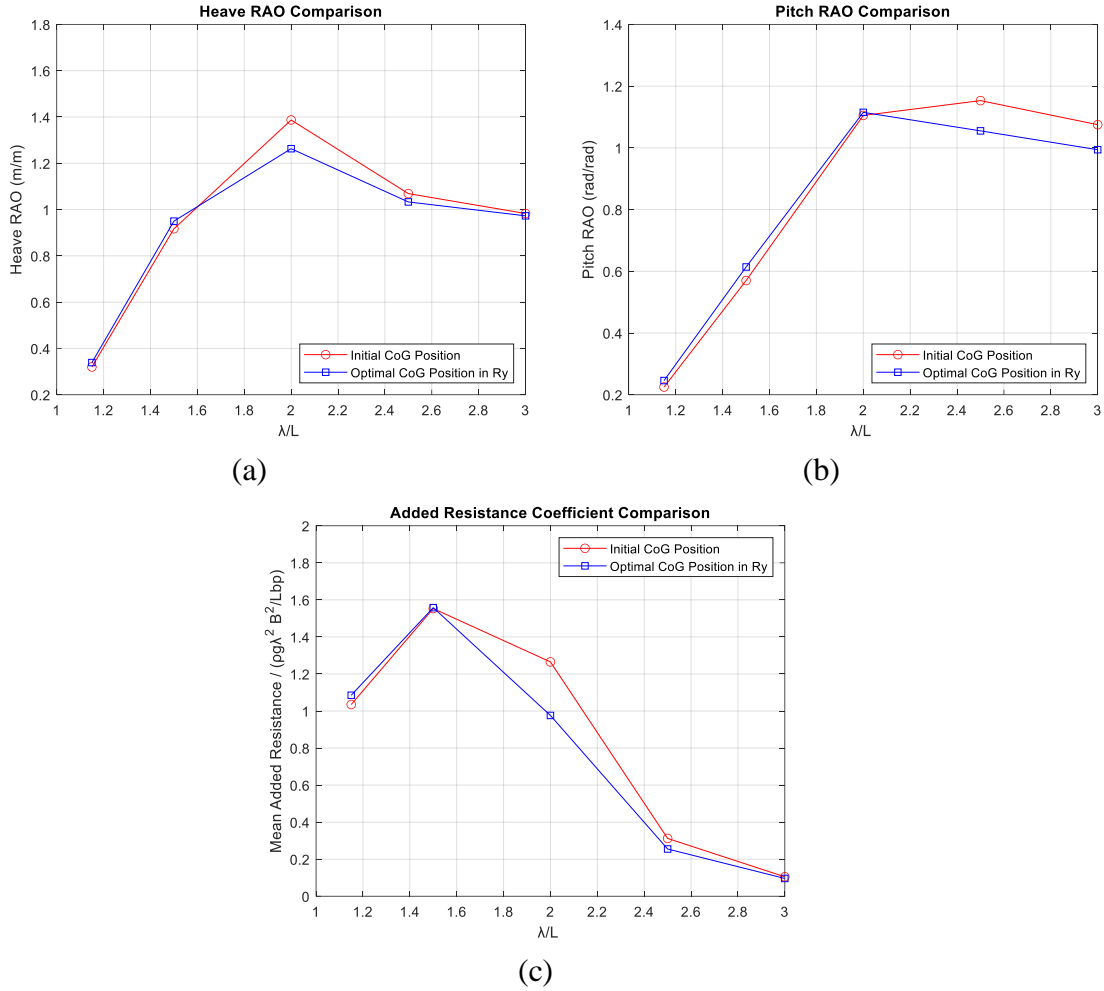 Heave RAO Comparison
1.8
1.6
1.4
1.2
1
0.8
0.6
0.4
0.2
Heave RAO (m/m)
Initial CoG Position
Optimal CoG Position in Ry
1 1.2 1.4 1.6 1.8 2 2.2 2.4 2.6 2.8 3
λ/L
(a)
Pitch RAO Comparison
1.4
1.2
1
0.8
0.6
0.4
0.2
Pitch RAO (rad/rad)
Initial CoG Position
Optimal CoG Position in Ry
1 1.2 1.4 1.6 1.8 2 2.2 2.4 2.6 2.8 3
λ/L
(b)
Added Resistance Coefficient Comparison
2
1.8
1.6
1.4
1.2
1
0.8
0.6
0.4
0.2
0
Mean Added Resistance / (ρgλ² B²/Lbp)
Initial CoG Position
Optimal CoG Position in Ry
1 1.2 1.4 1.6 1.8 2 2.2 2.4 2.6 2.8 3
λ/L
(c)